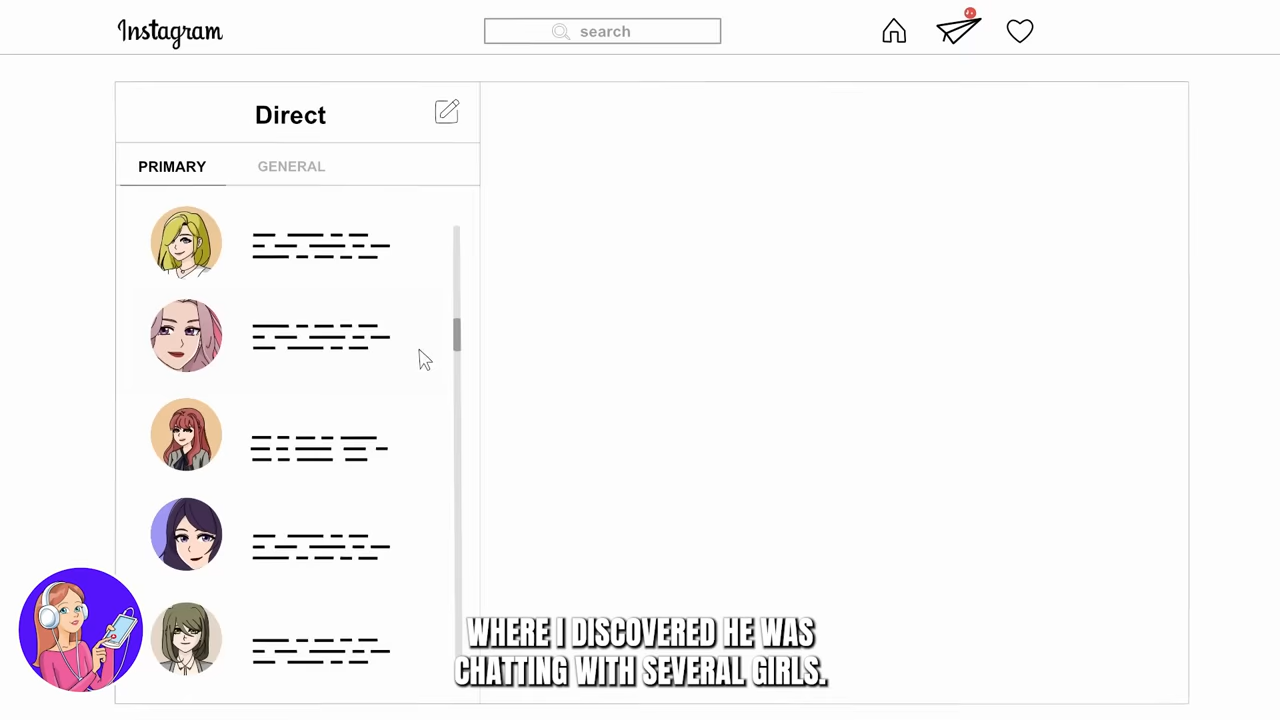 Instagram
search
Direct
PRIMARY
GENERAL
WHERE I DISCOVERED HE WAS
CHATTING WITH SEVERAL GIRLS.